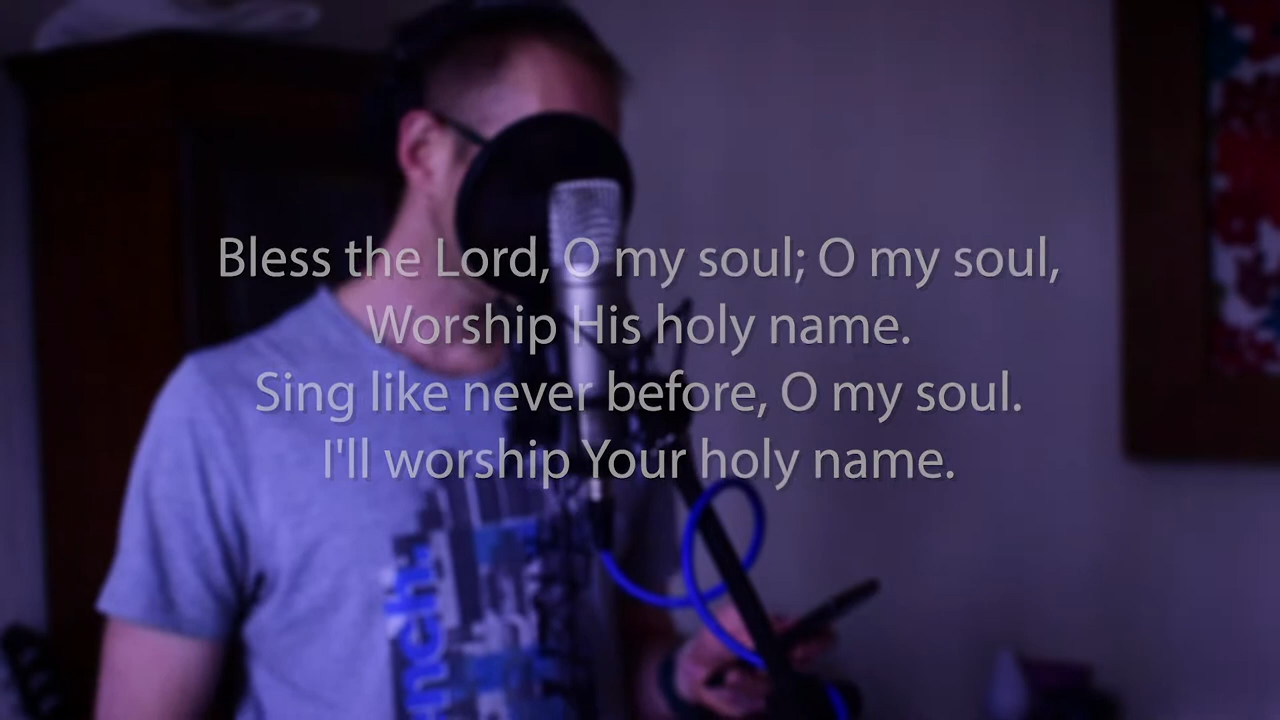 Bless the Lord, O my soul; O my soul,
Worship His holy name.
Sing like never before, O my soul.
I'll worship Your holy name.